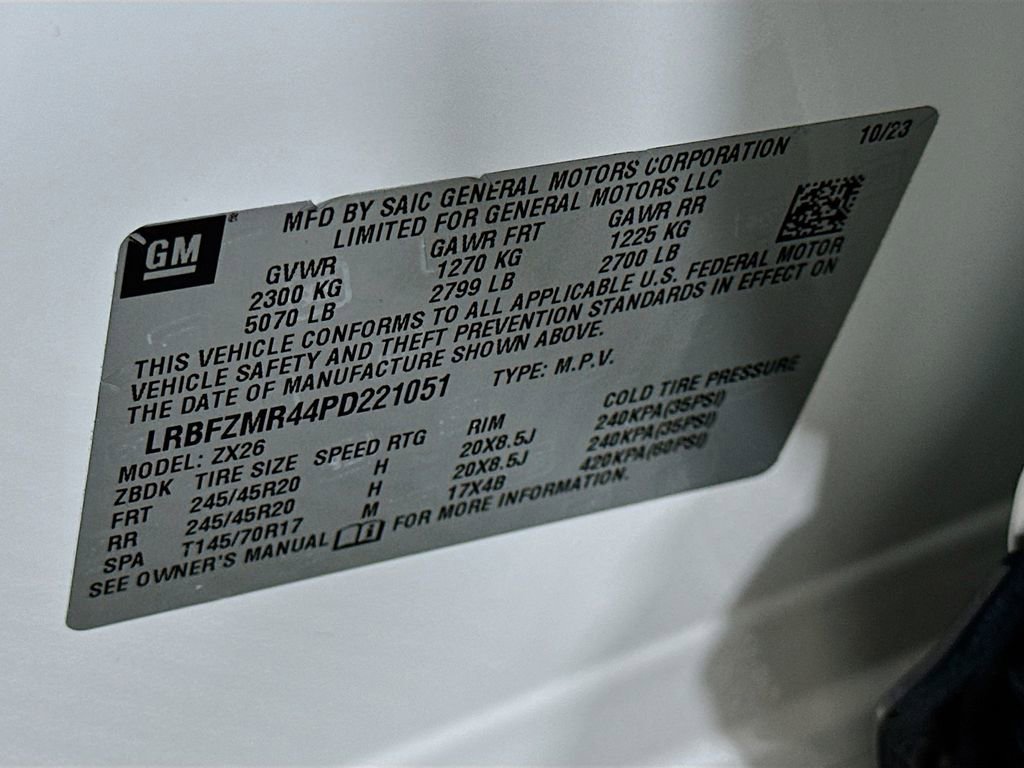 10/23
GM ®
MFD BY SAIC GENERAL MOTORS CORPORATION
LIMITED FOR GENERAL MOTORS LLC
GVWR GAWR FRT GAWR RR
2300 KG 1270 KG 1225 KG
5070 LB 2799 LB 2700 LB
THIS VEHICLE CONFORMS TO ALL APPLICABLE U.S. FEDERAL MOTOR
VEHICLE SAFETY AND THEFT PREVENTION STANDARDS IN EFFECT ON
THE DATE OF MANUFACTURE SHOWN ABOVE.
LRBFZMR44PD221051 TYPE: M.P.V.
MODEL: ZX26
ZBDK TIRE SIZE SPEED RTG RIM COLD TIRE PRESSURE
FRT 245/45R20 H 20X8.5J 240KPA(35PSI)
RR 245/45R20 H 20X8.5J 240KPA(35PSI)
SPA T145/70R17 M 17X4B 420KPA(60PSI)
SEE OWNER'S MANUAL FOR MORE INFORMATION.